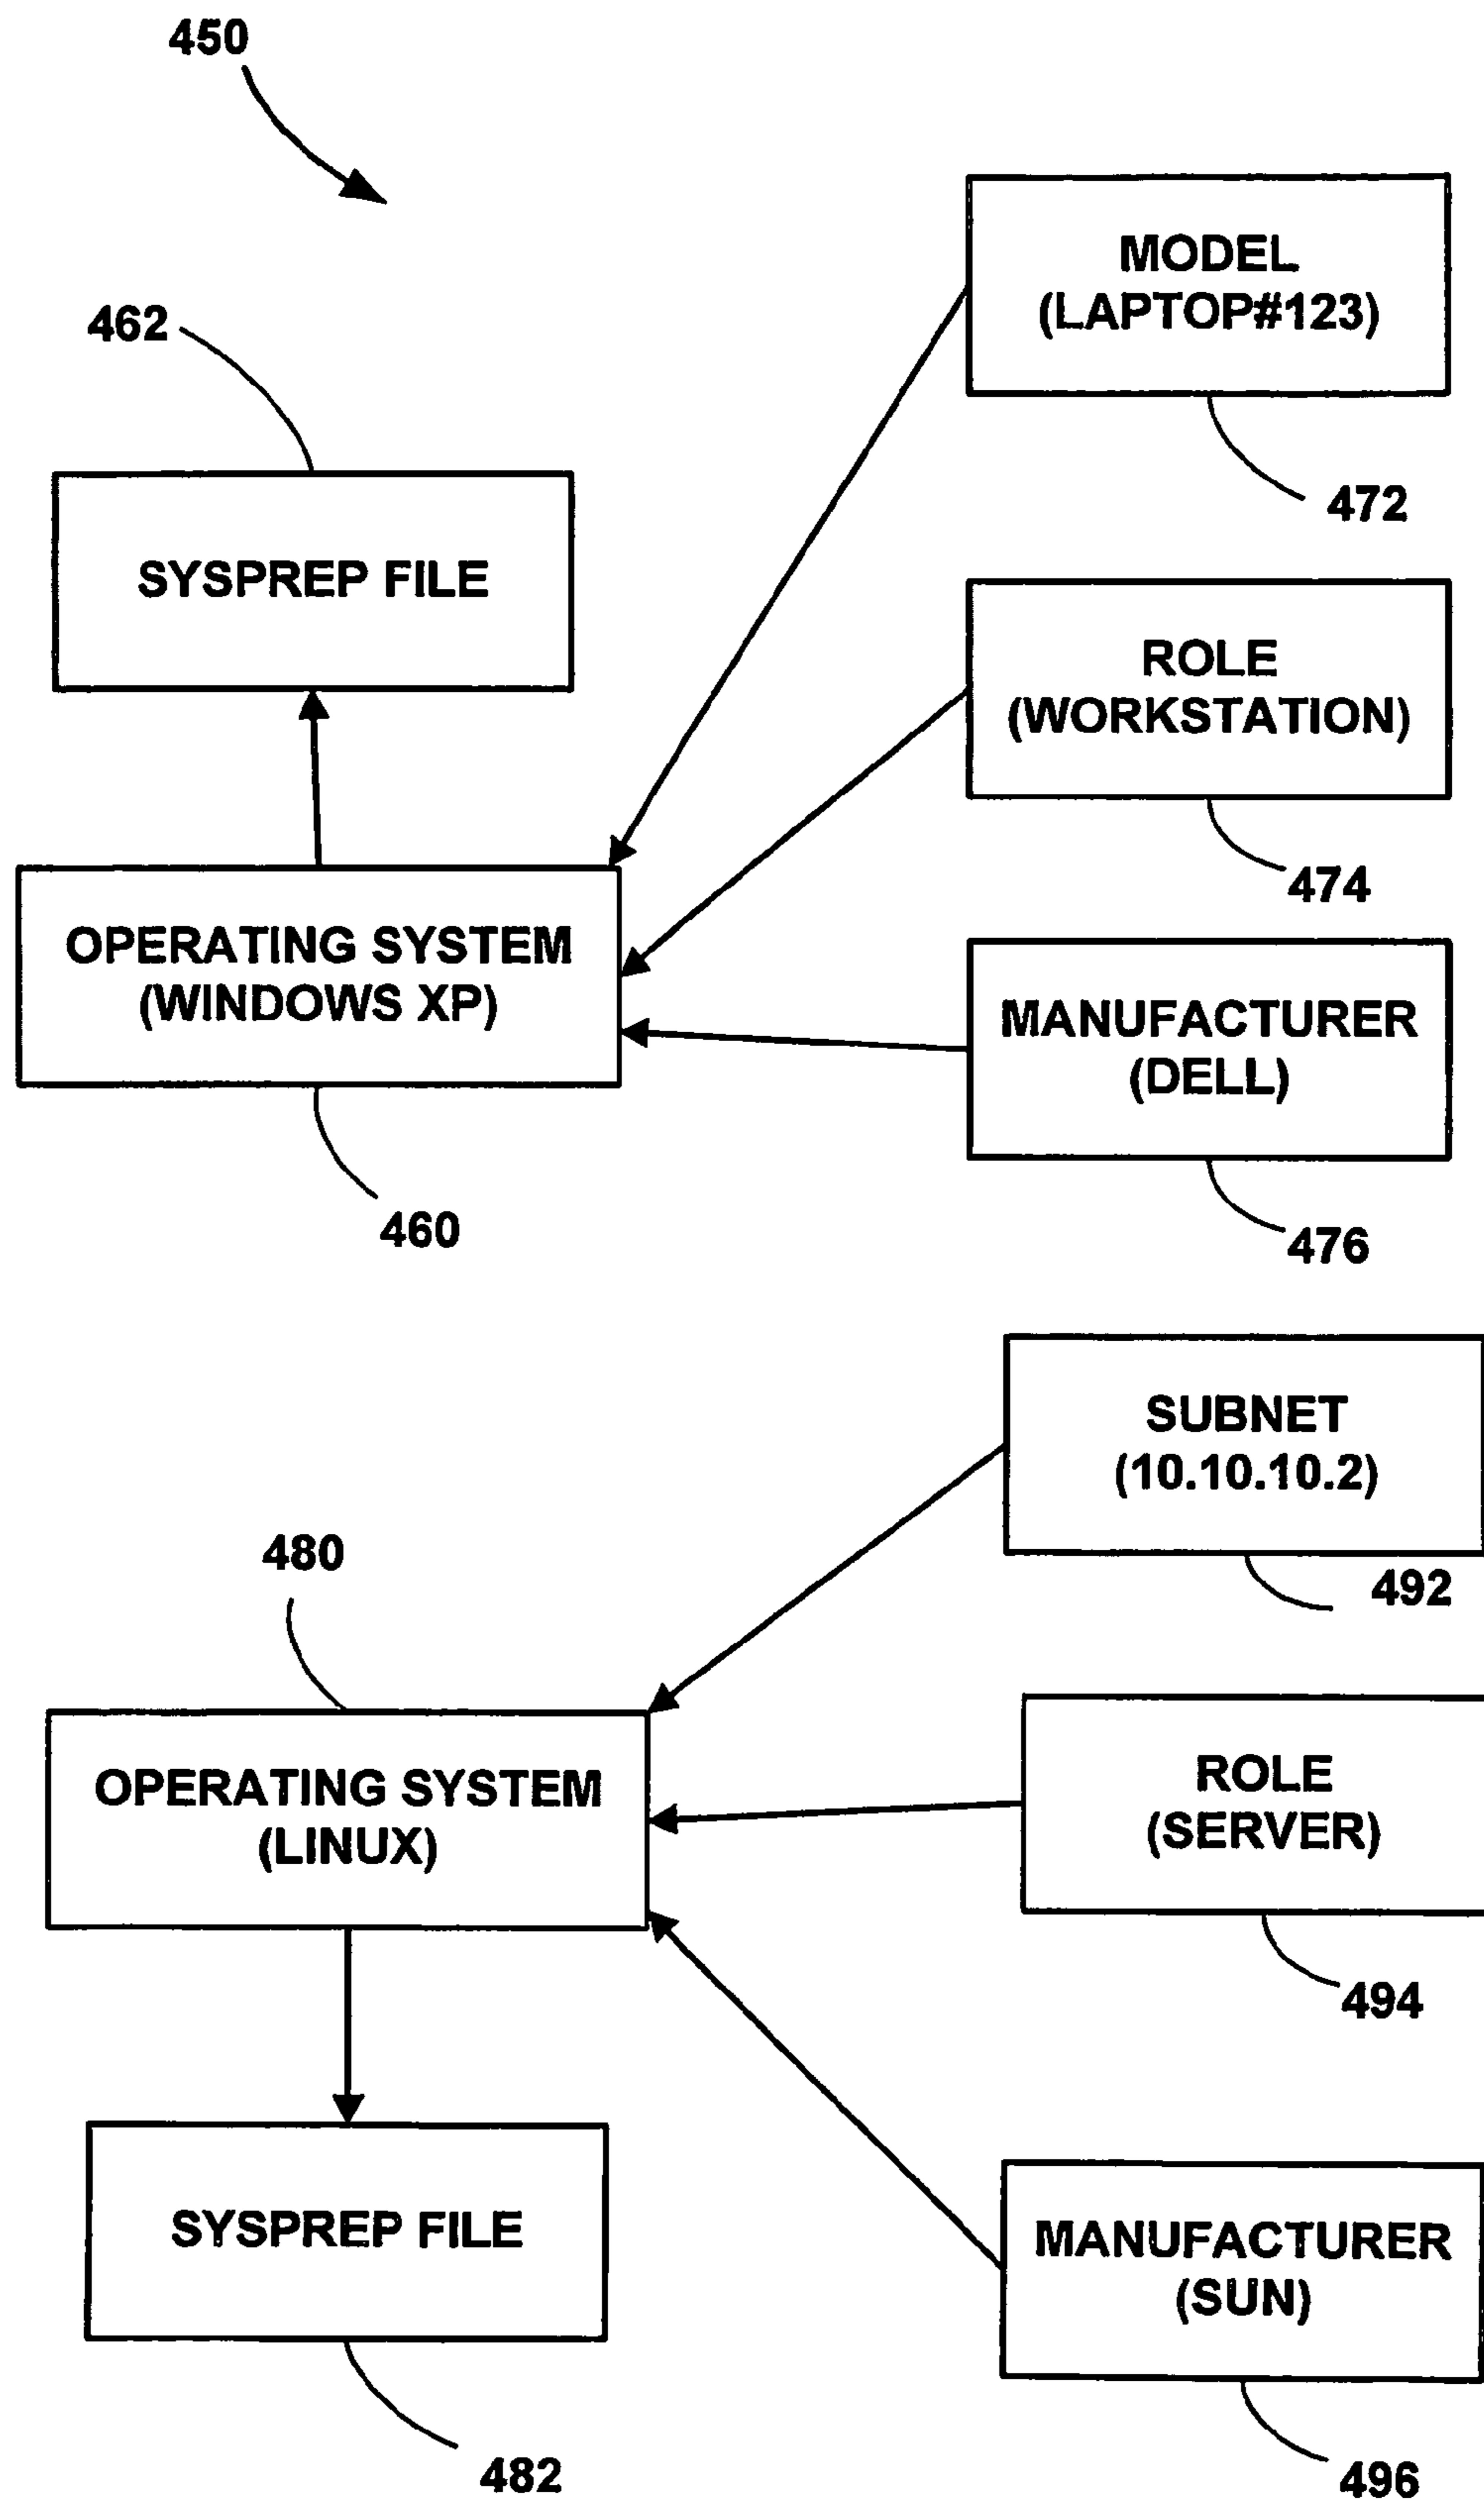 450
MODEL
(LAPTOP#123)
462
472
SYSPREP FILE
ROLE
(WORKSTATION)
474
OPERATING SYSTEM
(WINDOWS XP)
MANUFACTURER
(DELL)
460
476
SUBNET
(10.10.10.2)
480
492
OPERATING SYSTEM
(LINUX)
ROLE
(SERVER)
494
SYSPREP FILE
MANUFACTURER
(SUN)
482
496